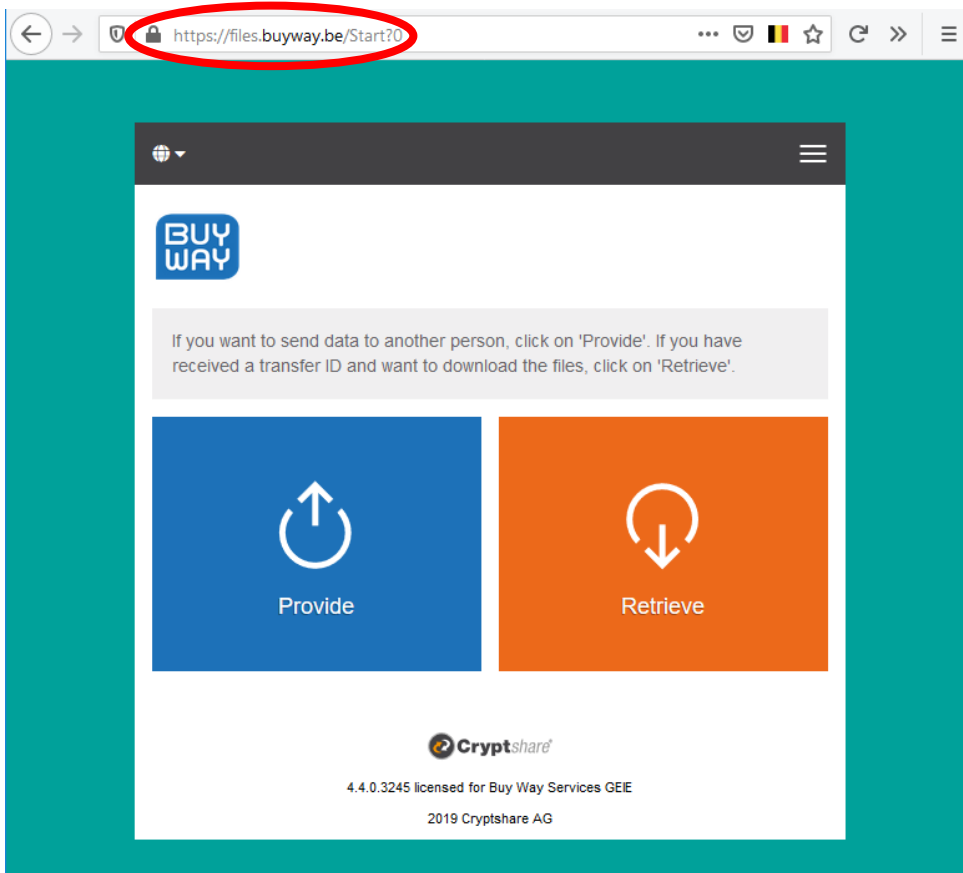 https://files.buyway.be/Start?0
BUY
WAY
If you want to send data to another person, click on 'Provide'. If you have
received a transfer ID and want to download the files, click on 'Retrieve'.
Provide
Retrieve
Cryptshare
4.4.0.3245 licensed for Buy Way Services GEIE
2019 Cryptshare AG